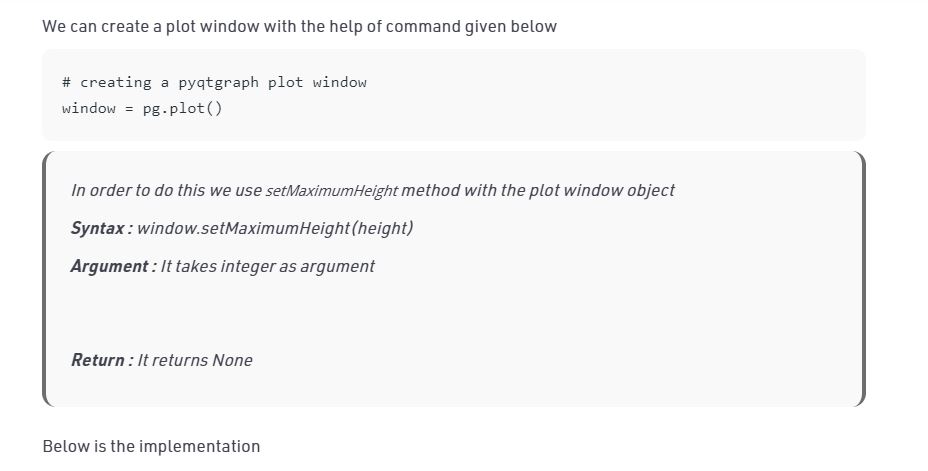 We can create a plot window with the help of command given below
# creating a pyqtgraph plot window
window = pg.plot()
In order to do this we use setMaximumHeight method with the plot window object
Syntax : window.setMaximumHeight(height)
Argument : It takes integer as argument
Return : It returns None
Below is the implementation